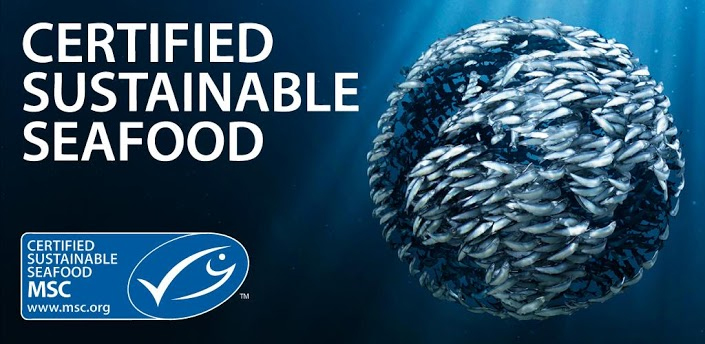 CERTIFIED
SUSTAINABLE
SEAFOOD
CERTIFIED
SUSTAINABLE
SEAFOOD
MSC
www.msc.org
TM